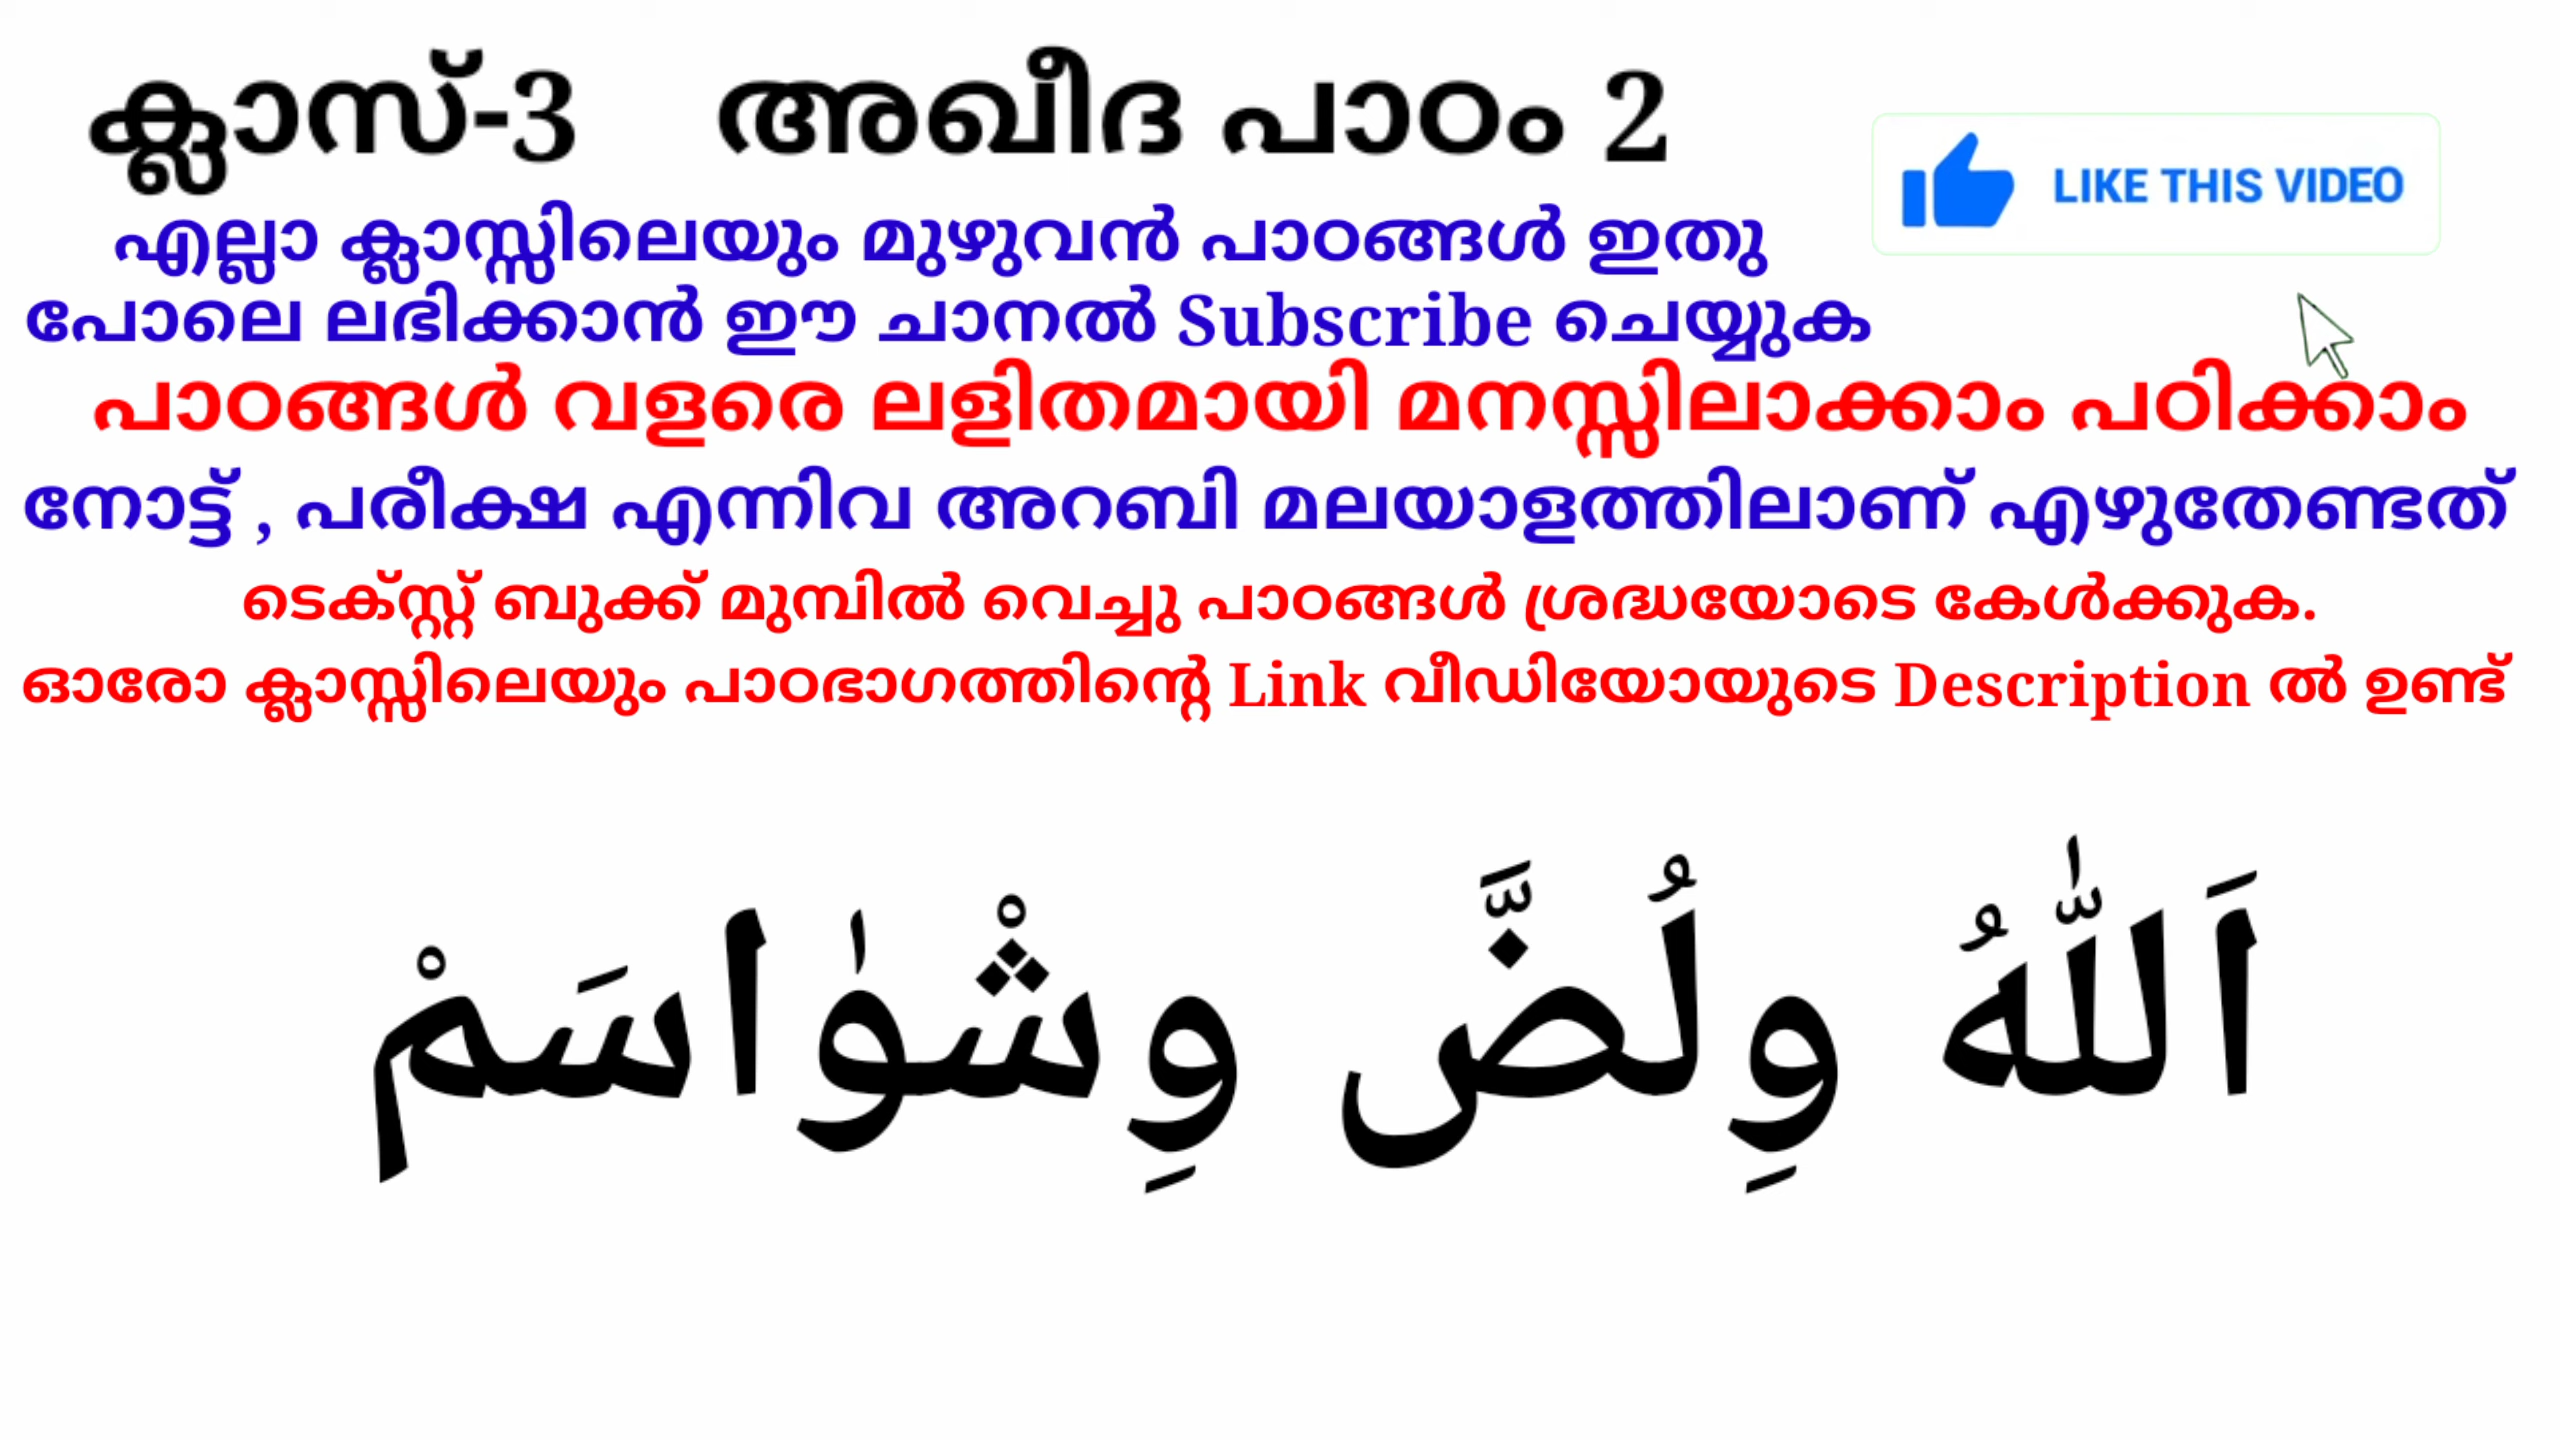 ക്ലാസ്-3 അഖീദ പാഠം 2
LIKE THIS VIDEO
എല്ലാ ക്ലാസ്സിലെയും മുഴുവൻ പാഠങ്ങൾ ഇതു
പോലെ ലഭിക്കാൻ ഈ ചാനൽ Subscribe ചെയ്യുക
പാഠങ്ങൾ വളരെ ലളിതമായി മനസ്സിലാക്കാം പഠിക്കാം
നോട്ട് , പരീക്ഷ എന്നിവ അറബി മലയാളത്തിലാണ് എഴുതേണ്ടത്
ടെക്സ്റ്റ് ബുക്ക് മുമ്പിൽ വെച്ചു പാഠങ്ങൾ ശ്രദ്ധയോടെ കേൾക്കുക.
ഓരോ ക്ലാസ്സിലെയും പാഠഭാഗത്തിന്റെ Link വീഡിയോയുടെ Description ൽ ഉണ്ട്
اَللّٰهُ وِلُضَّ وِشْوٰاسَمْ